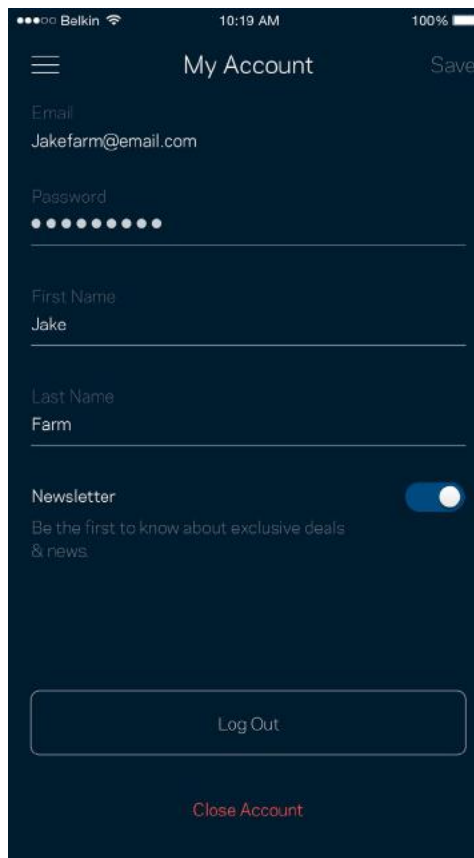 Belkin 10:19 AM 100%
My Account Save
Email
Jakefarm@email.com
Password
First Name
Jake
Last Name
Farm
Newsletter
Be the first to know about exclusive deals
& news.
Log Out
Close Account